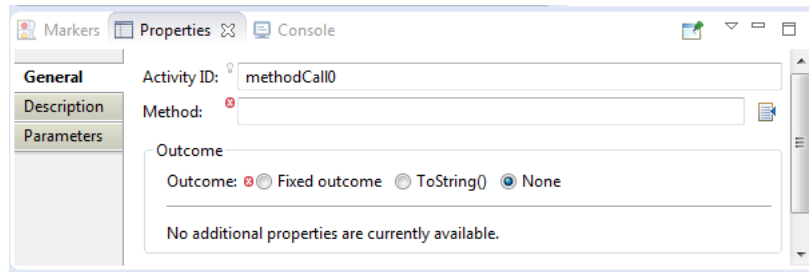 Markers Properties Console
General
Description
Parameters
Activity ID: methodCall0
Method:
Outcome
Outcome: Fixed outcome ToString() None
No additional properties are currently available.